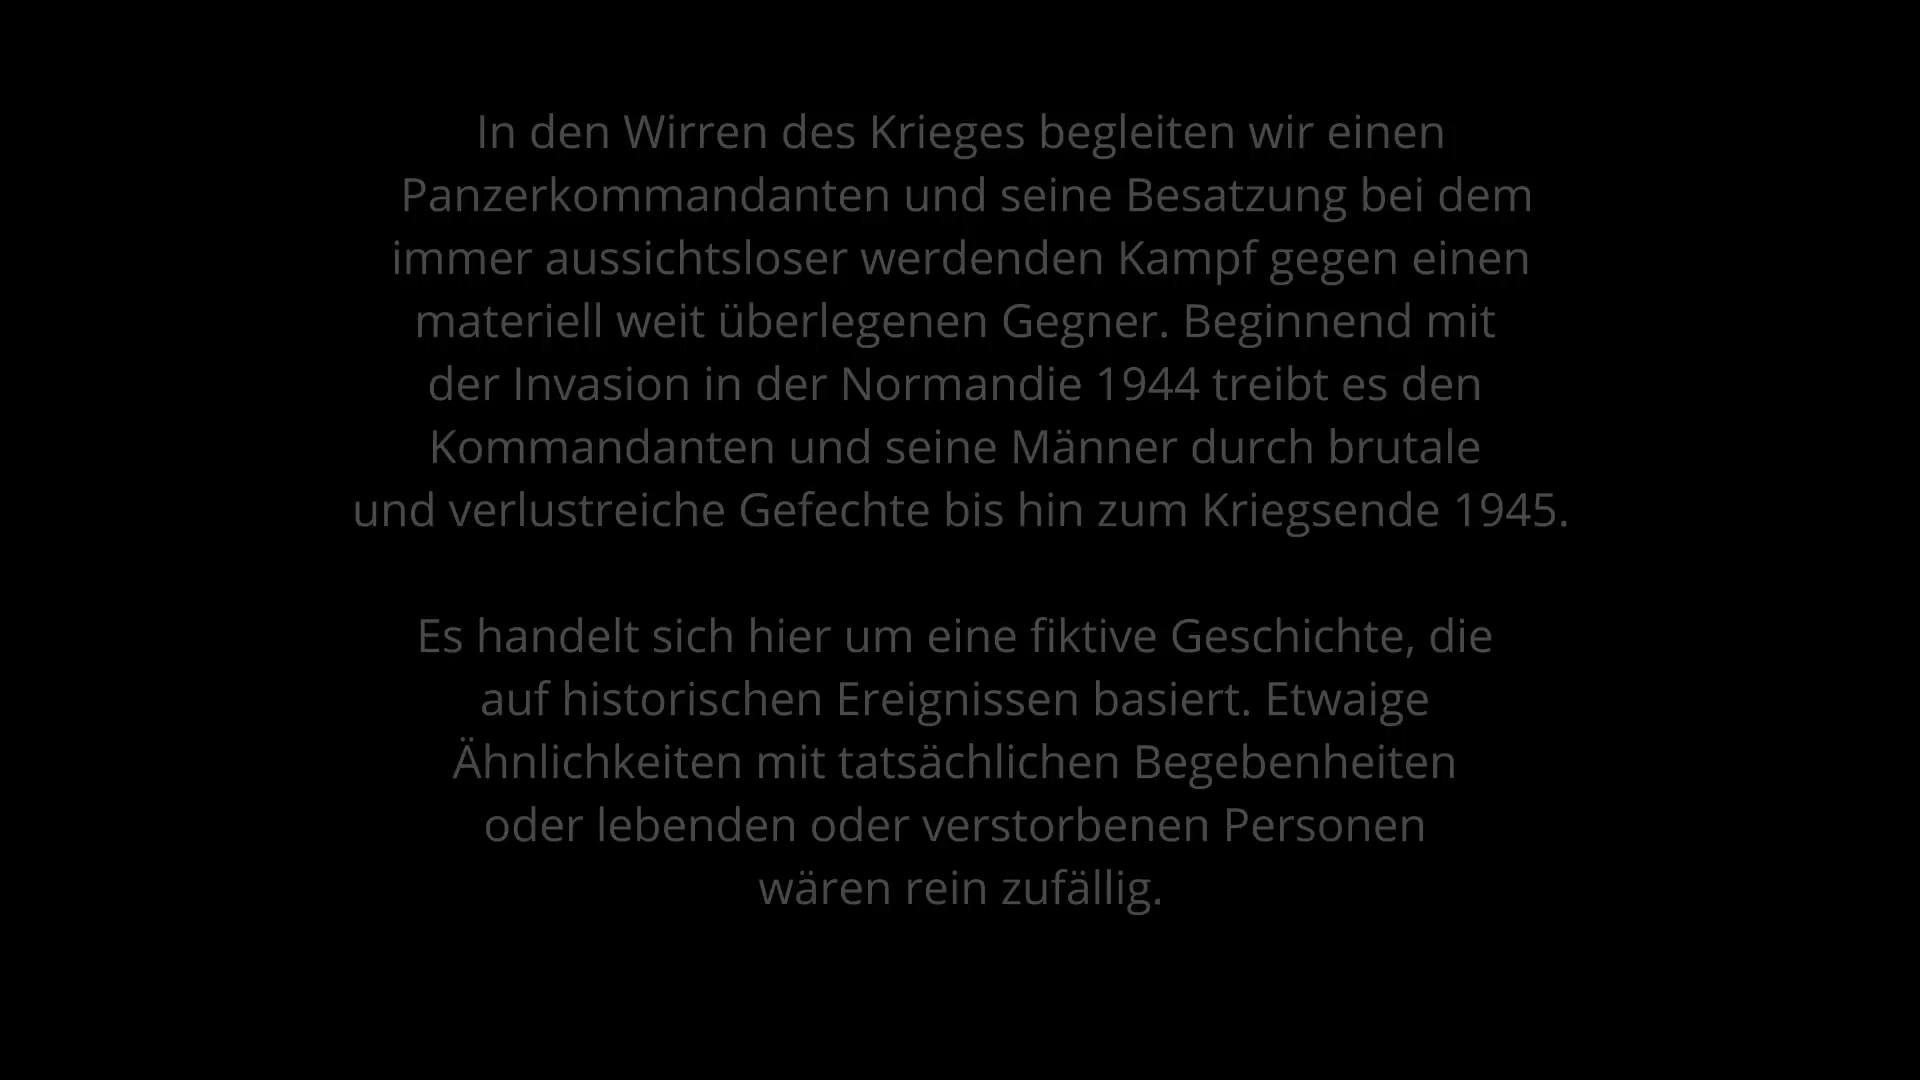 In den Wirren des Krieges begleiten wir einen
Panzerkommandanten und seine Besatzung bei dem
immer aussichtsloser werdenden Kampf gegen einen
materiell weit überlegenen Gegner. Beginnend mit
der Invasion in der Normandie 1944 treibt es den
Kommandanten und seine Männer durch brutale
und verlustreiche Gefechte bis hin zum Kriegsende 1945.

Es handelt sich hier um eine fiktive Geschichte, die
auf historischen Ereignissen basiert. Etwaige
Ähnlichkeiten mit tatsächlichen Begebenheiten
oder lebenden oder verstorbenen Personen
wären rein zufällig.